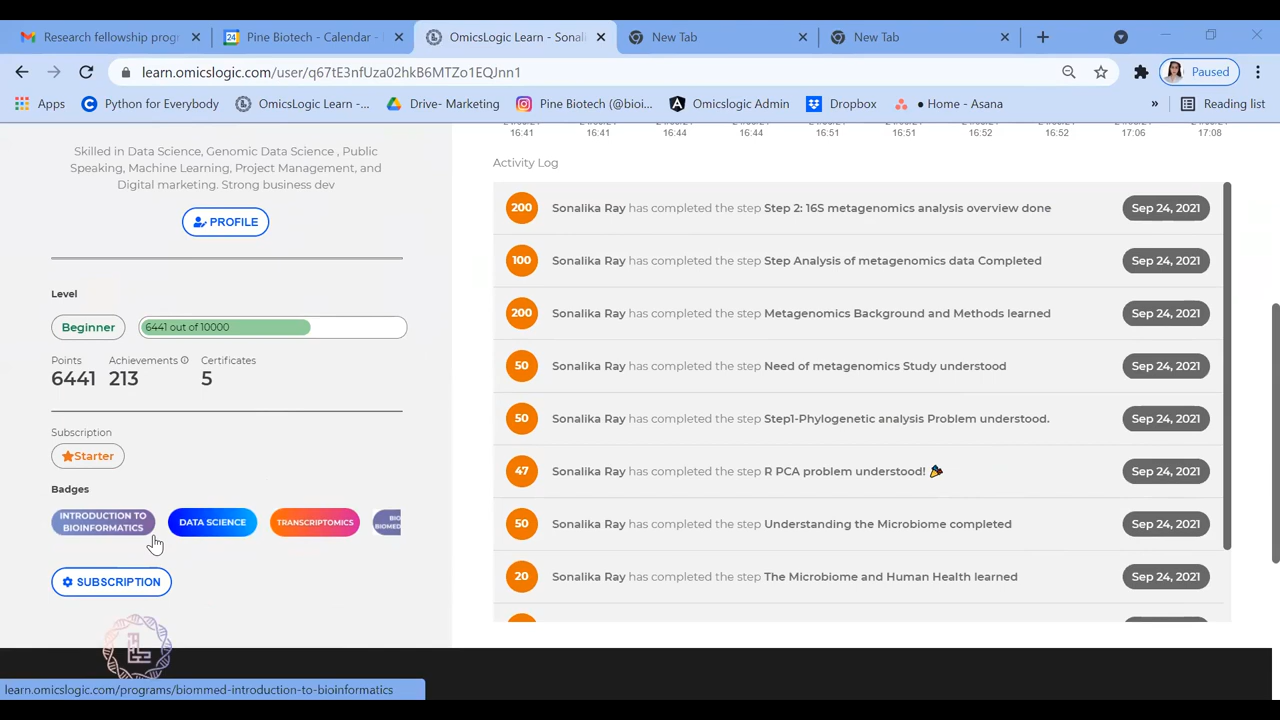 Research fellowship prog
Pine Biotech - Calendar -
OmicsLogic Learn - Sonali
New Tab
New Tab
learn.omicslogic.com/user/q67tE3nfUza02hkB6MTZo1EQJnn1
Paused
Apps
Python for Everybody
OmicsLogic Learn -...
Drive- Marketing
Pine Biotech (@bioi...
OmicsLogic Admin
Dropbox
● Home - Asana
»
Reading list
16:41 16:41 16:44 16:44 16:51 16:51 16:52 16:52 17:06 17:08
Skilled in Data Science, Genomic Data Science , Public
Speaking, Machine Learning, Project Management, and
Digital marketing. Strong business dev
PROFILE
Level
Beginner
6441 out of 10000
Points Achievements Certificates
6441 213 5
Subscription
Starter
Badges
INTRODUCTION TO
BIOINFORMATICS
DATA SCIENCE
TRANSCRIPTOMICS
SUBSCRIPTION
Activity Log
200 Sonalika Ray has completed the step Step 2: 16S metagenomics analysis overview done Sep 24, 2021
100 Sonalika Ray has completed the step Step Analysis of metagenomics data Completed Sep 24, 2021
200 Sonalika Ray has completed the step Metagenomics Background and Methods learned Sep 24, 2021
50 Sonalika Ray has completed the step Need of metagenomics Study understood Sep 24, 2021
50 Sonalika Ray has completed the step Step1-Phylogenetic analysis Problem understood. Sep 24, 2021
47 Sonalika Ray has completed the step R PCA problem understood! 🎉 Sep 24, 2021
50 Sonalika Ray has completed the step Understanding the Microbiome completed Sep 24, 2021
20 Sonalika Ray has completed the step The Microbiome and Human Health learned Sep 24, 2021
learn.omicslogic.com/programs/biommed-introduction-to-bioinformatics